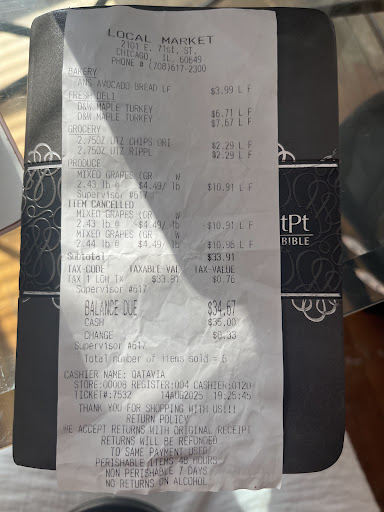 LOCAL MARKET
2101 E. 71st. ST.
CHICAGO, IL 60649
PHONE # (708)617-2300
BAKERY
ANS AVOCADO BREAD LF $3.99 L F
FRESH DELI
D&W MAPLE TURKEY $6.71 L F
D&W MAPLE TURKEY $7.67 L F
GROCERY
2.75OZ UTZ CHIPS ORI $2.29 L F
2.75OZ UTZ RIPPL $2.29 L F
PRODUCE
MIXED GRAPES (GR W
2.43 lb @ $4.49/ lb $10.91 L F
Supervisor #617
ITEM CANCELLED
MIXED GRAPES (GR W
2.43 lb @ $4.49/ lb $10.91 L F
MIXED GRAPES (GR W
2.44 lb @ $4.49/ lb $10.96 L F
Subtotal $33.91
TAX-CODE TAXABLE VAL TAX-VALUE
TAX 1 LOW TX $33.91 $0.76
Supervisor #617
BALANCE DUE $34.67
CASH $35.00
CHANGE $0.33
Supervisor #617
Total number of items sold = 6
CASHIER NAME: QATAVIA
STORE:00006 REGISTER:004 CASHIER:0120
TICKET#:7532 14AUG2025 19:25:45
THANK YOU FOR SHOPPING WITH US!!!
RETURN POLICY
WE ACCEPT RETURNS WITH ORIGINAL RECEIPT
RETURNS WILL BE REFUNDED
TO SAME PAYMENT USED
PERISHABLE ITEMS 48 HOURS
NON PERISHABLE 7 DAYS
NO RETURNS ON ALCOHOL
tPt
BIBLE